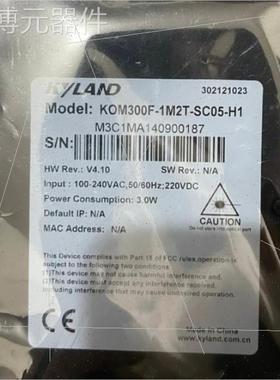 博元器件
KYLAND
302121023
Model: KOM300F-1M2T-SC05-H1
M3C1MA140900187
S/N:
HW Rev.: V4.10 SW Rev.: N/A
Input : 100-240VAC,50/60Hz;220VDC
Power Consumption: 3.0W
Default IP: N/A
MAC Address: N/A
CAUTION
This Device complies with Part 15 of FCC rules,operation is
subject to the following two conditions
(1)This Device may not cause harmful interference
(2)This Device must accept any interference received,
including interference that may cause undesired operation
CE
Made in China
www.kyland.com